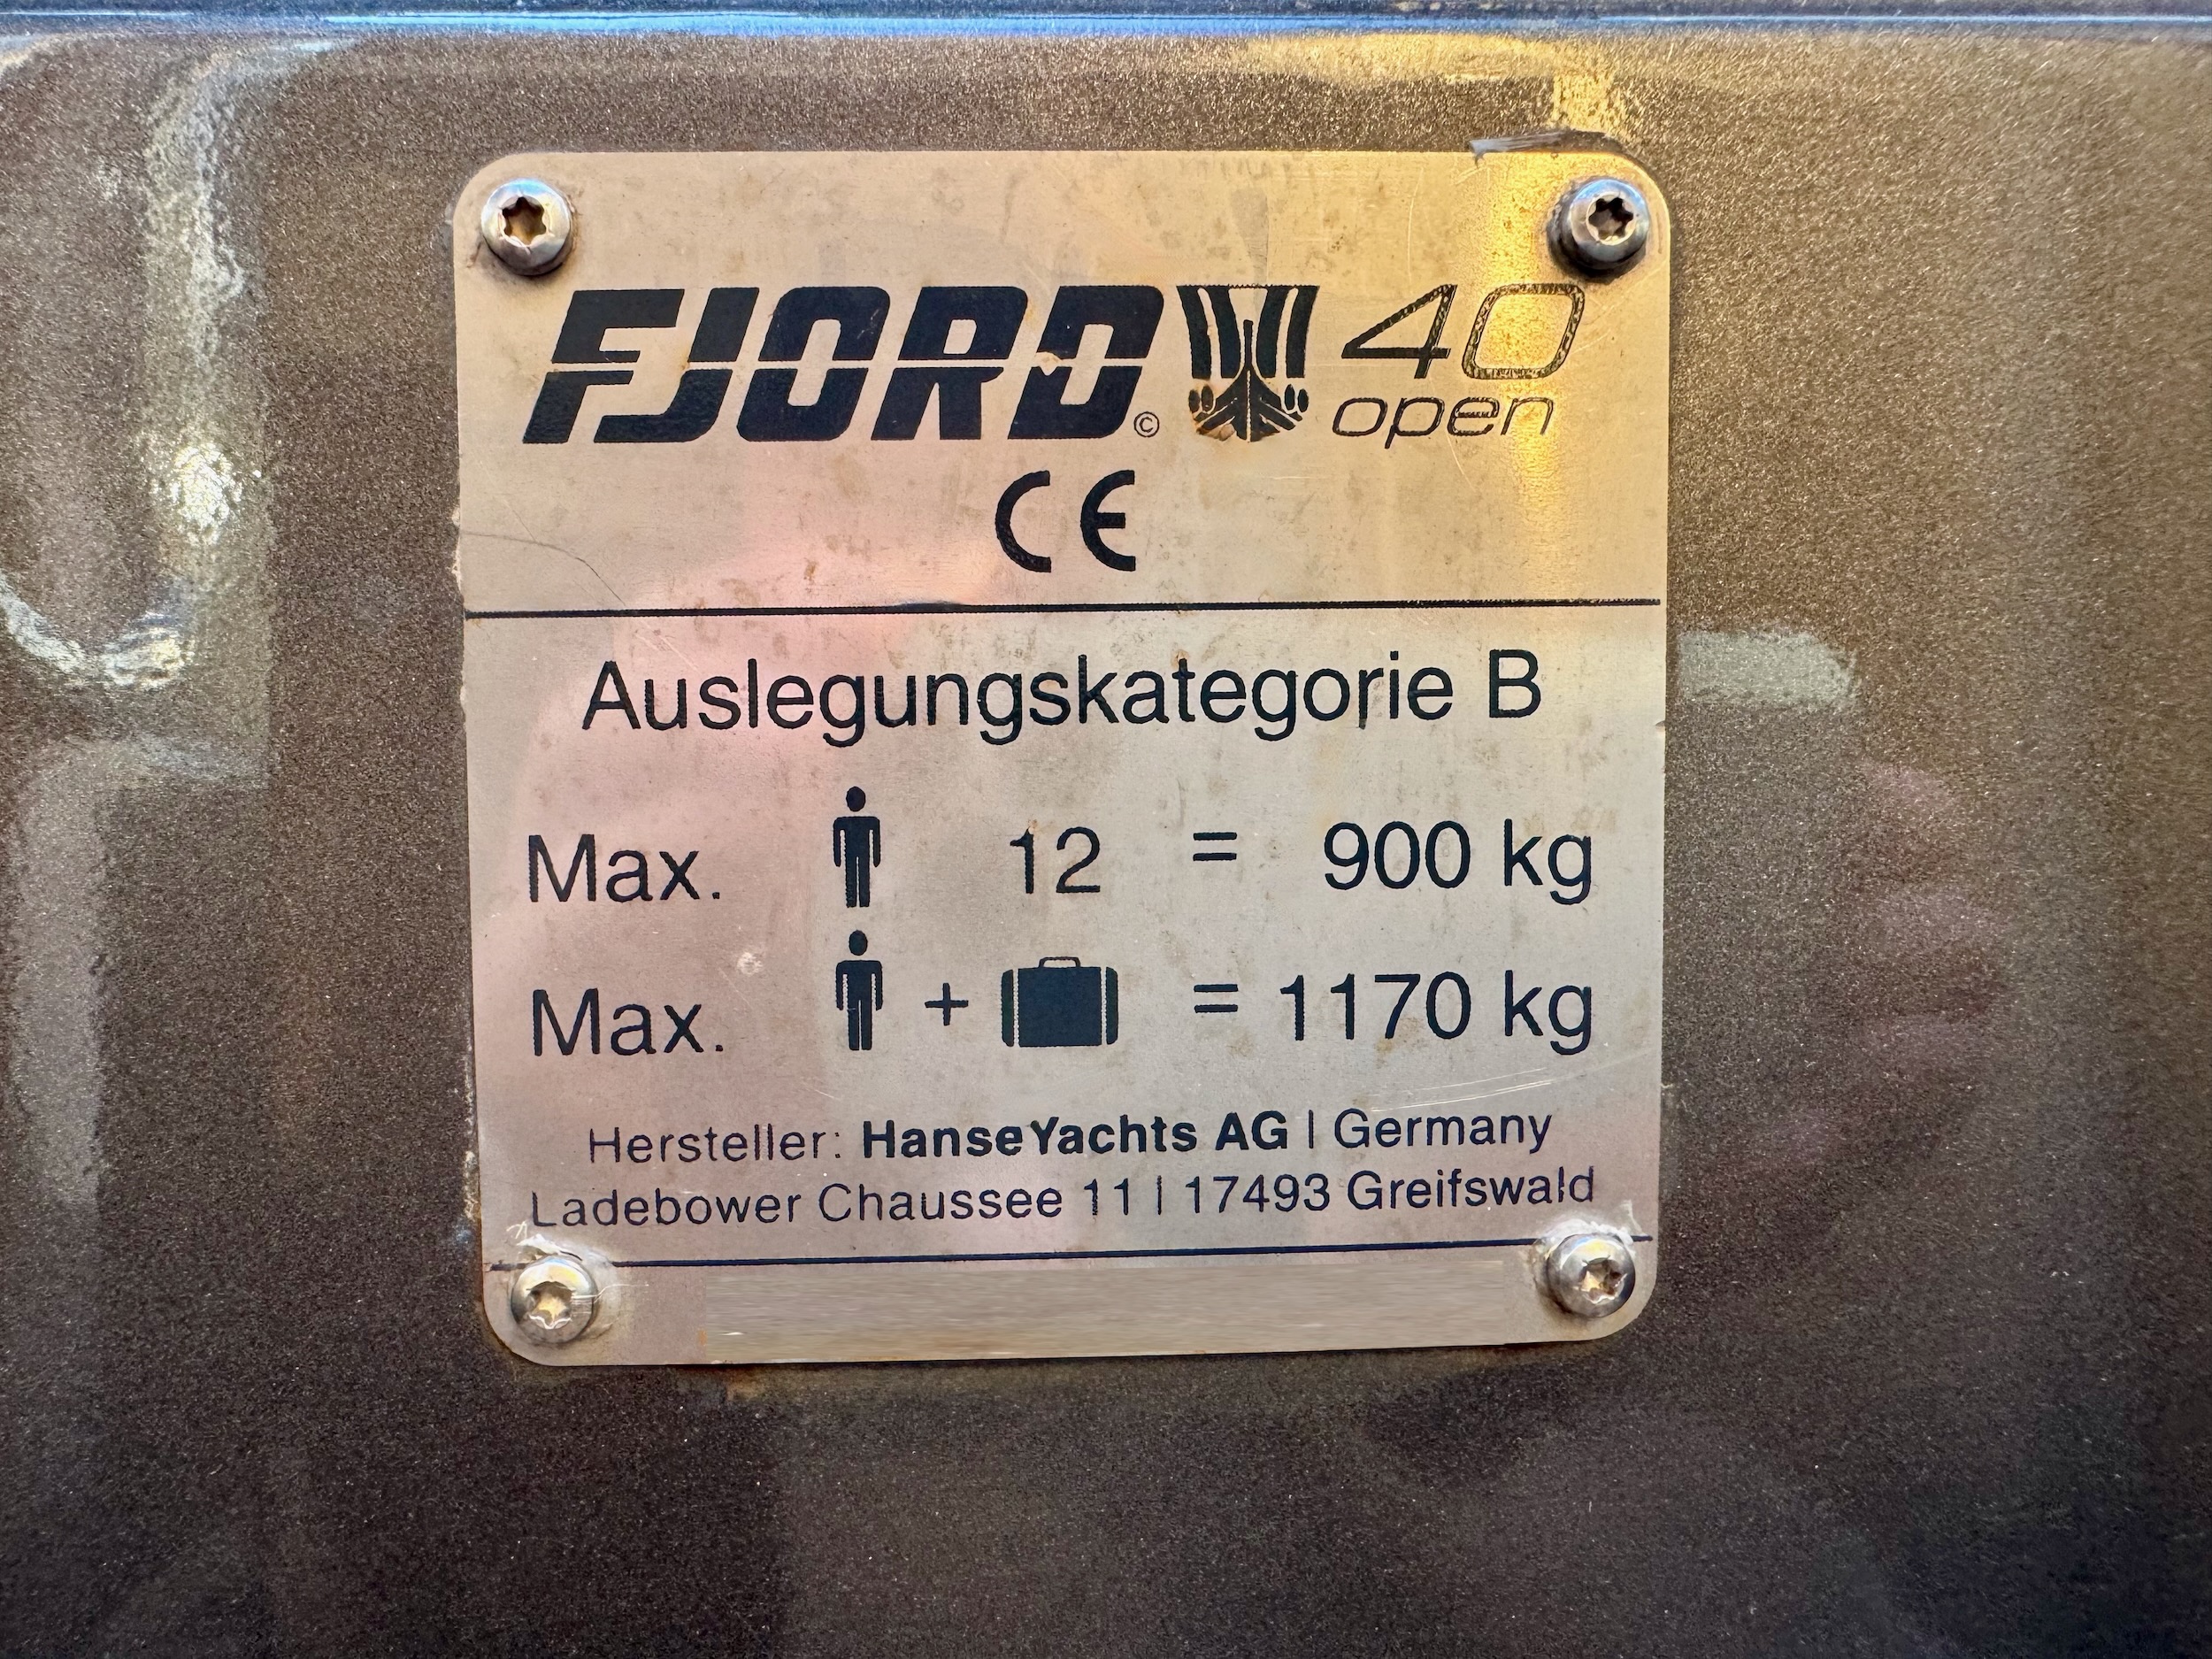 FJORD © 40
open
CE
Auslegungskategorie B
Max. 12 = 900 kg
Max. + = 1170 kg
Hersteller: HanseYachts AG | Germany
Ladebower Chaussee 11 | 17493 Greifswald